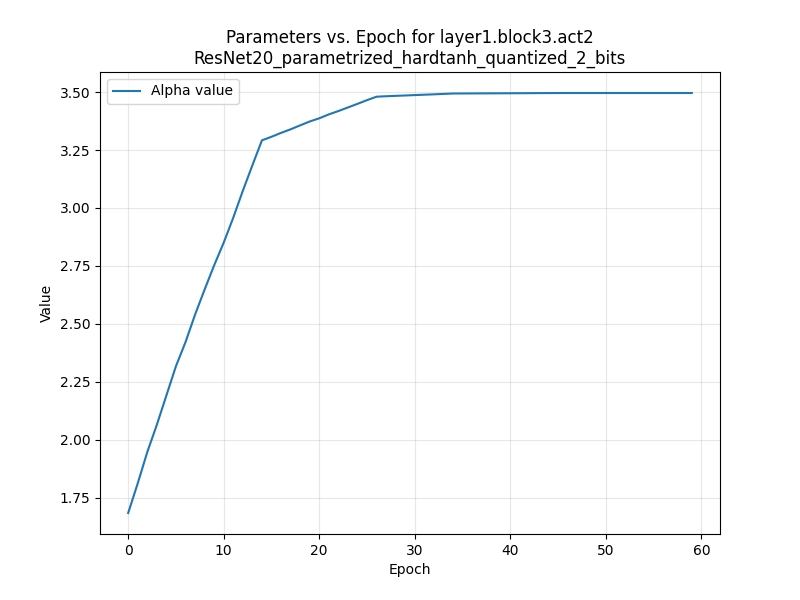 Parameters vs. Epoch for layer1.block3.act2
ResNet20_parametrized_hardtanh_quantized_2_bits
Alpha value
3.50
3.25
3.00
2.75
2.50
2.25
2.00
1.75
Value
0 10 20 30 40 50 60
Epoch